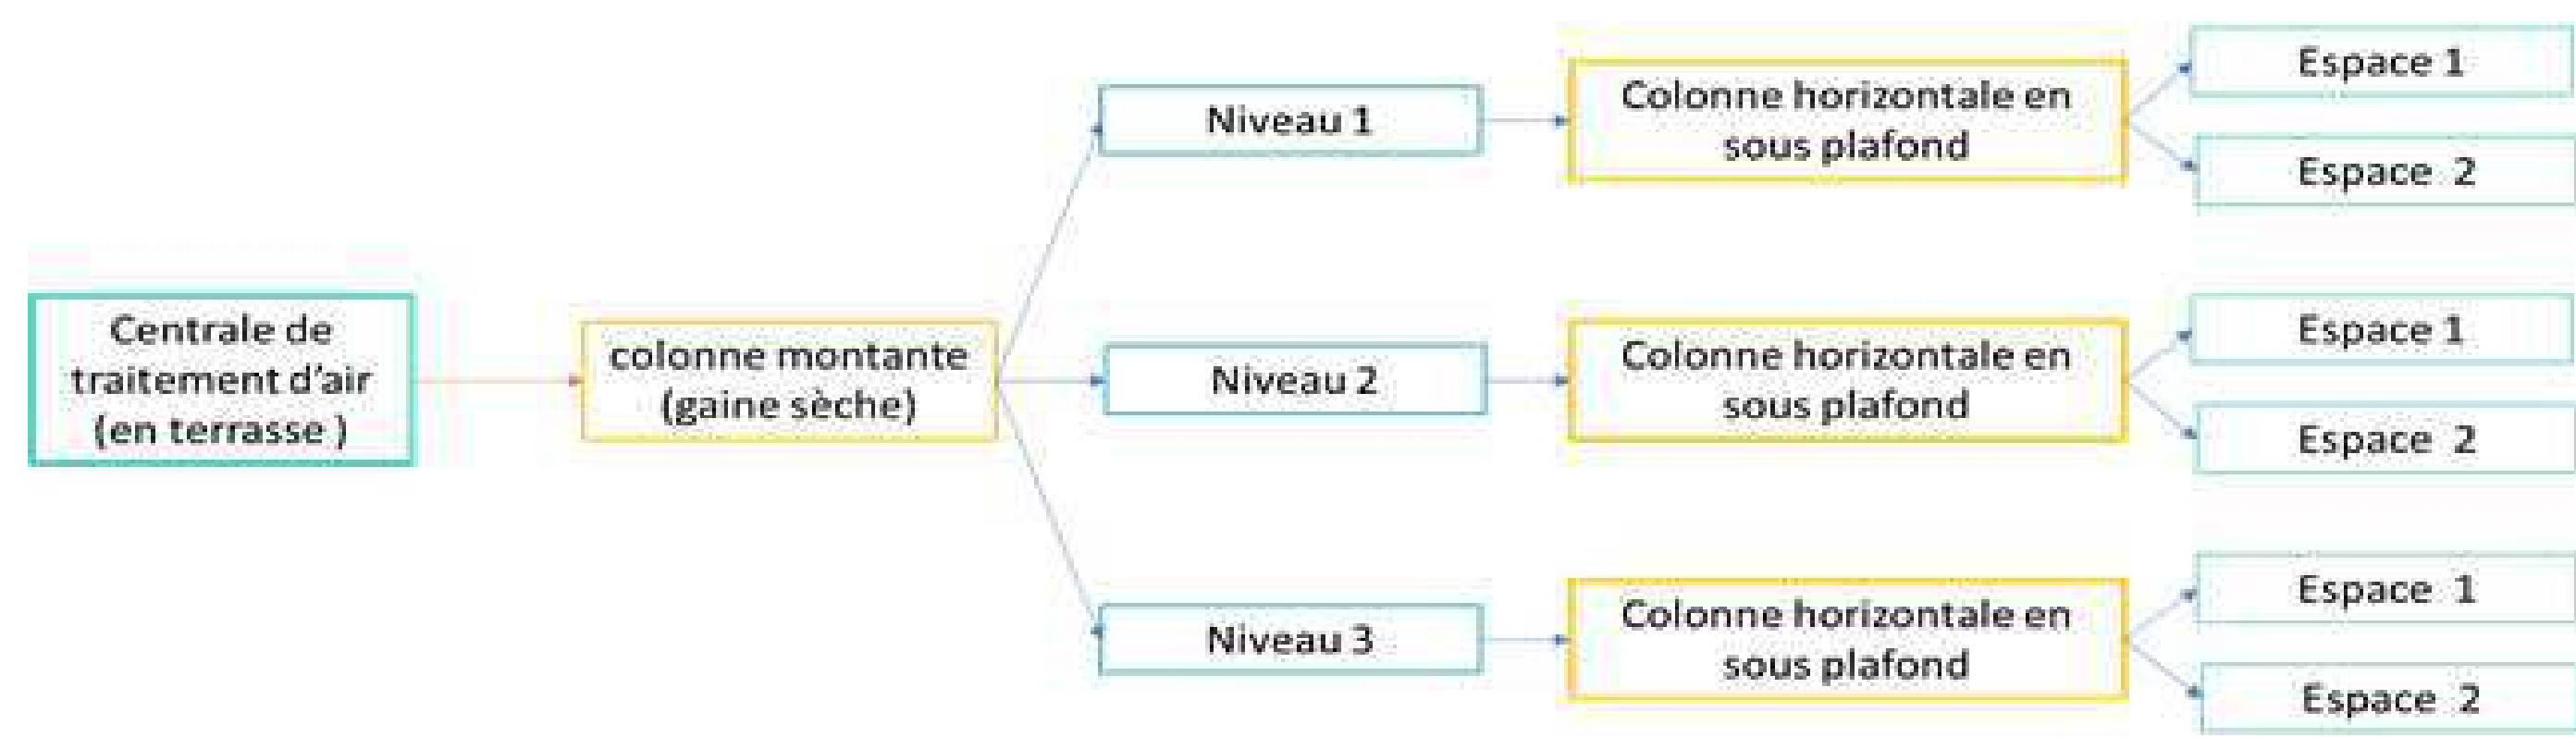 Centrale de
traitement d'air
(en terrasse )
colonne montante
(gaine sèche)
Niveau 1
Colonne horizontale en
sous plafond
Espace 1
Espace 2
Niveau 2
Colonne horizontale en
sous plafond
Espace 1
Espace 2
Niveau 3
Colonne horizontale en
sous plafond
Espace 1
Espace 2